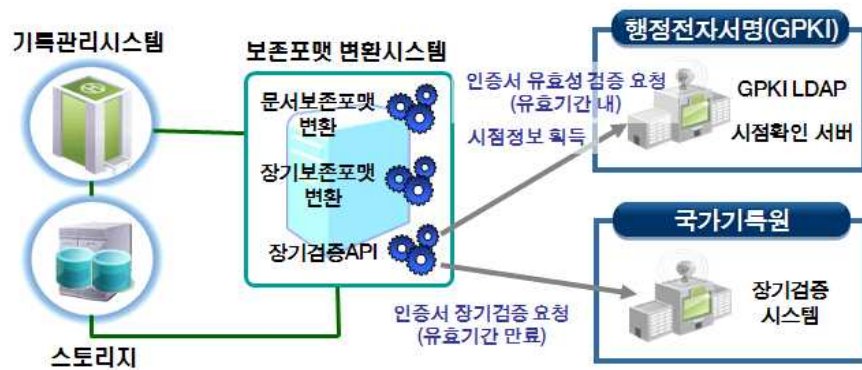 기록관리시스템
스토리지
보존포맷 변환시스템
문서보존포맷
변환
장기보존포맷
변환
장기검증API
인증서 유효성 검증 요청
(유효기간 내)
시점정보 획득
인증서 장기검증 요청
(유효기간 만료)
행정전자서명(GPKI)
GPKI LDAP
시점확인 서버
국가기록원
장기검증
시스템